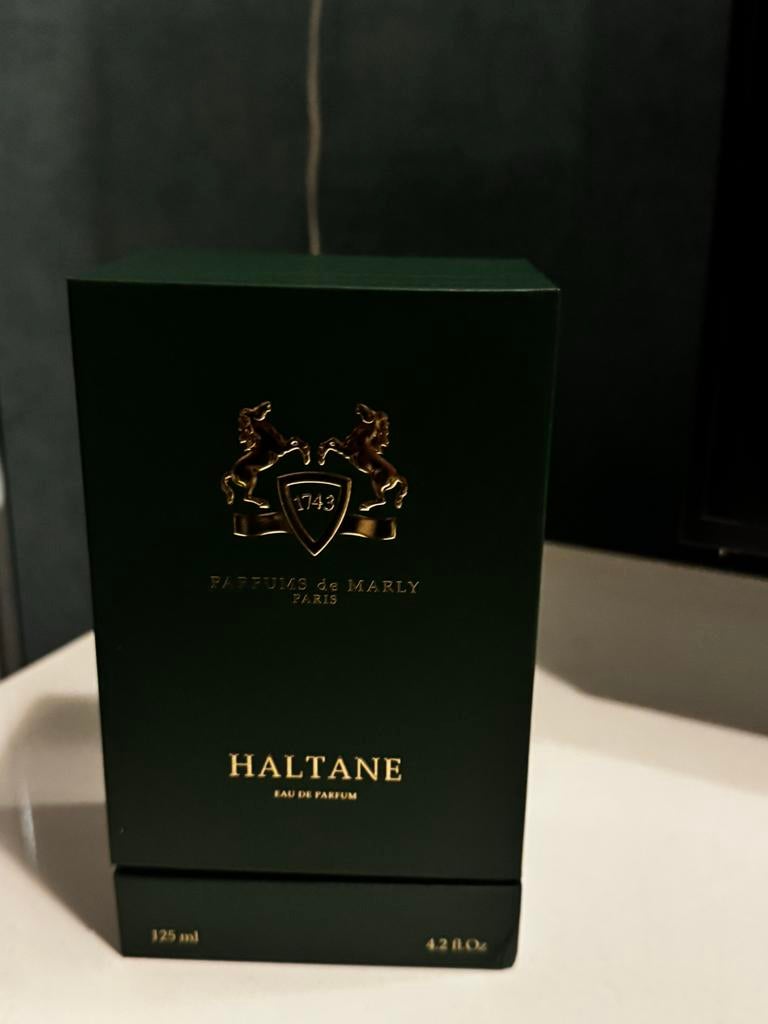 1743
PARFUMS de MARLY
PARIS
HALTANE
EAU DE PARFUM
125 ml
4.2 fl.Oz